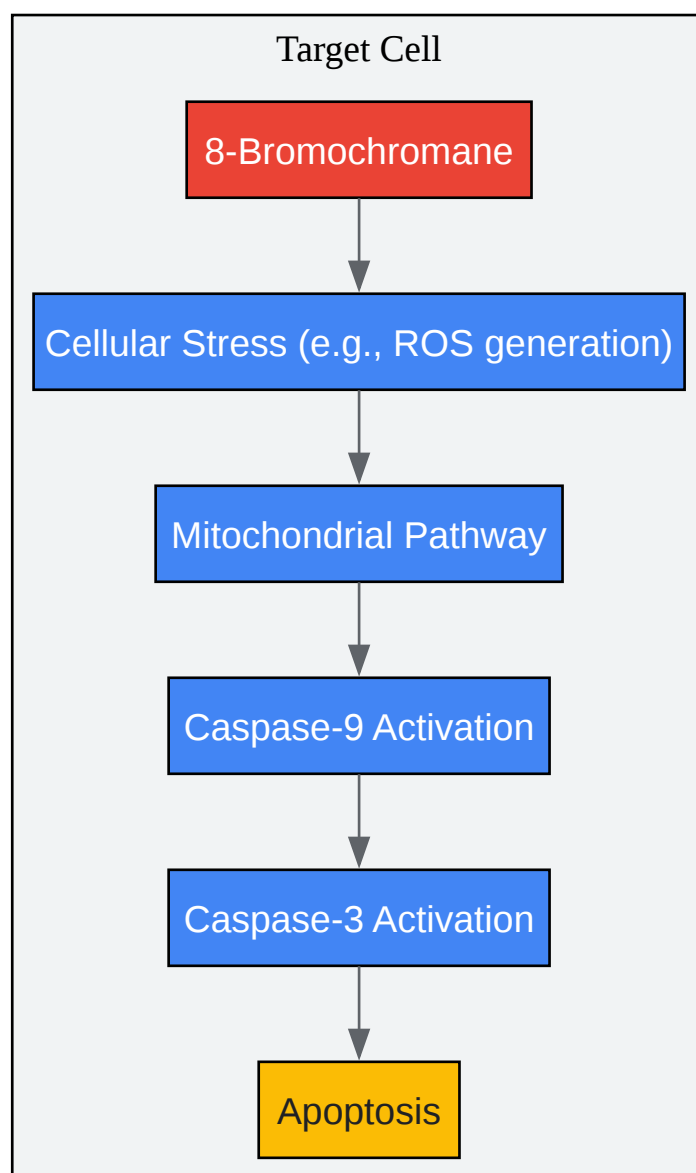 Target Cell
8-Bromochromane
Cellular Stress (e.g., ROS generation)
Mitochondrial Pathway
Caspase-9 Activation
Caspase-3 Activation
Apoptosis